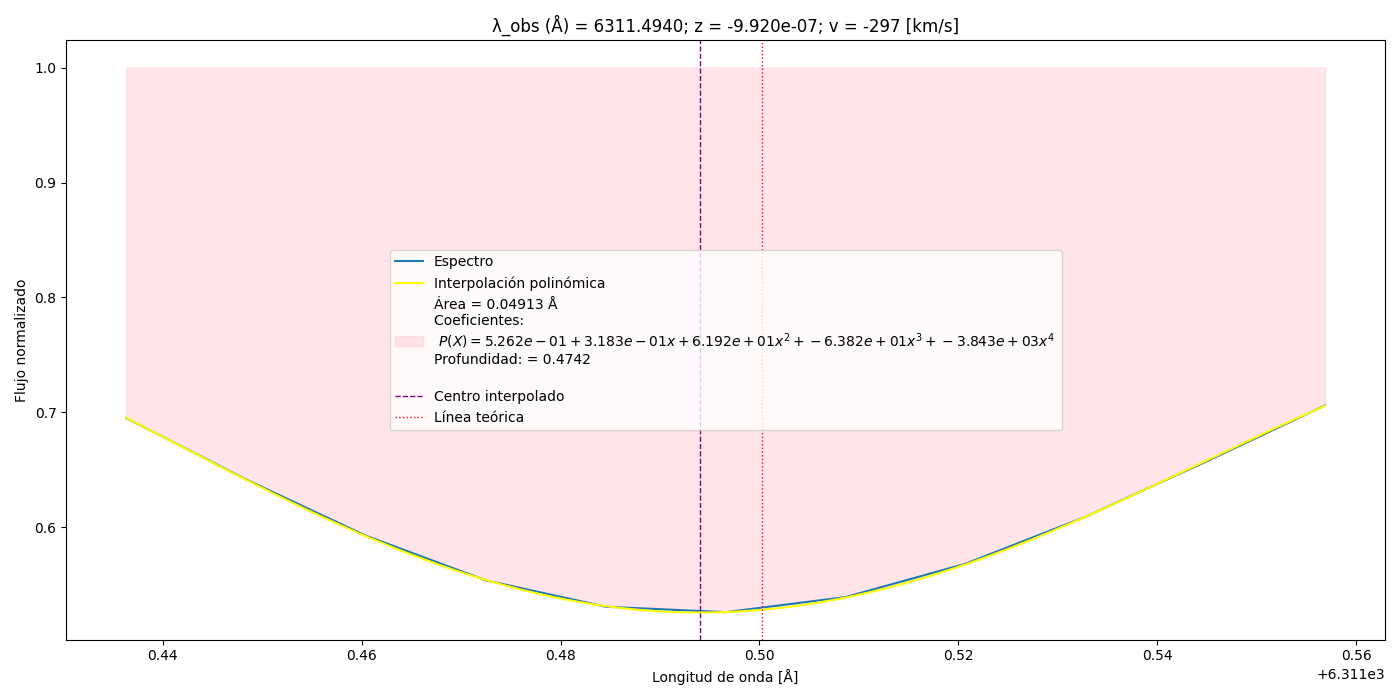 λ_obs (Å) = 6311.4940; z = -9.920e-07; v = -297 [km/s]
Flujo normalizado
1.0
0.9
0.8
0.7
0.6
Espectro
Interpolación polinómica
Área = 0.04913 Å
Coeficientes:
P(X) = 5.262e − 01 + 3.183e − 01x + 6.192e + 01x² + −6.382e + 01x³ + −3.843e + 03x⁴
Profundidad: = 0.4742
Centro interpolado
Línea teórica
0.44 0.46 0.48 0.50 0.52 0.54 0.56
Longitud de onda [Å]
+6.311e3